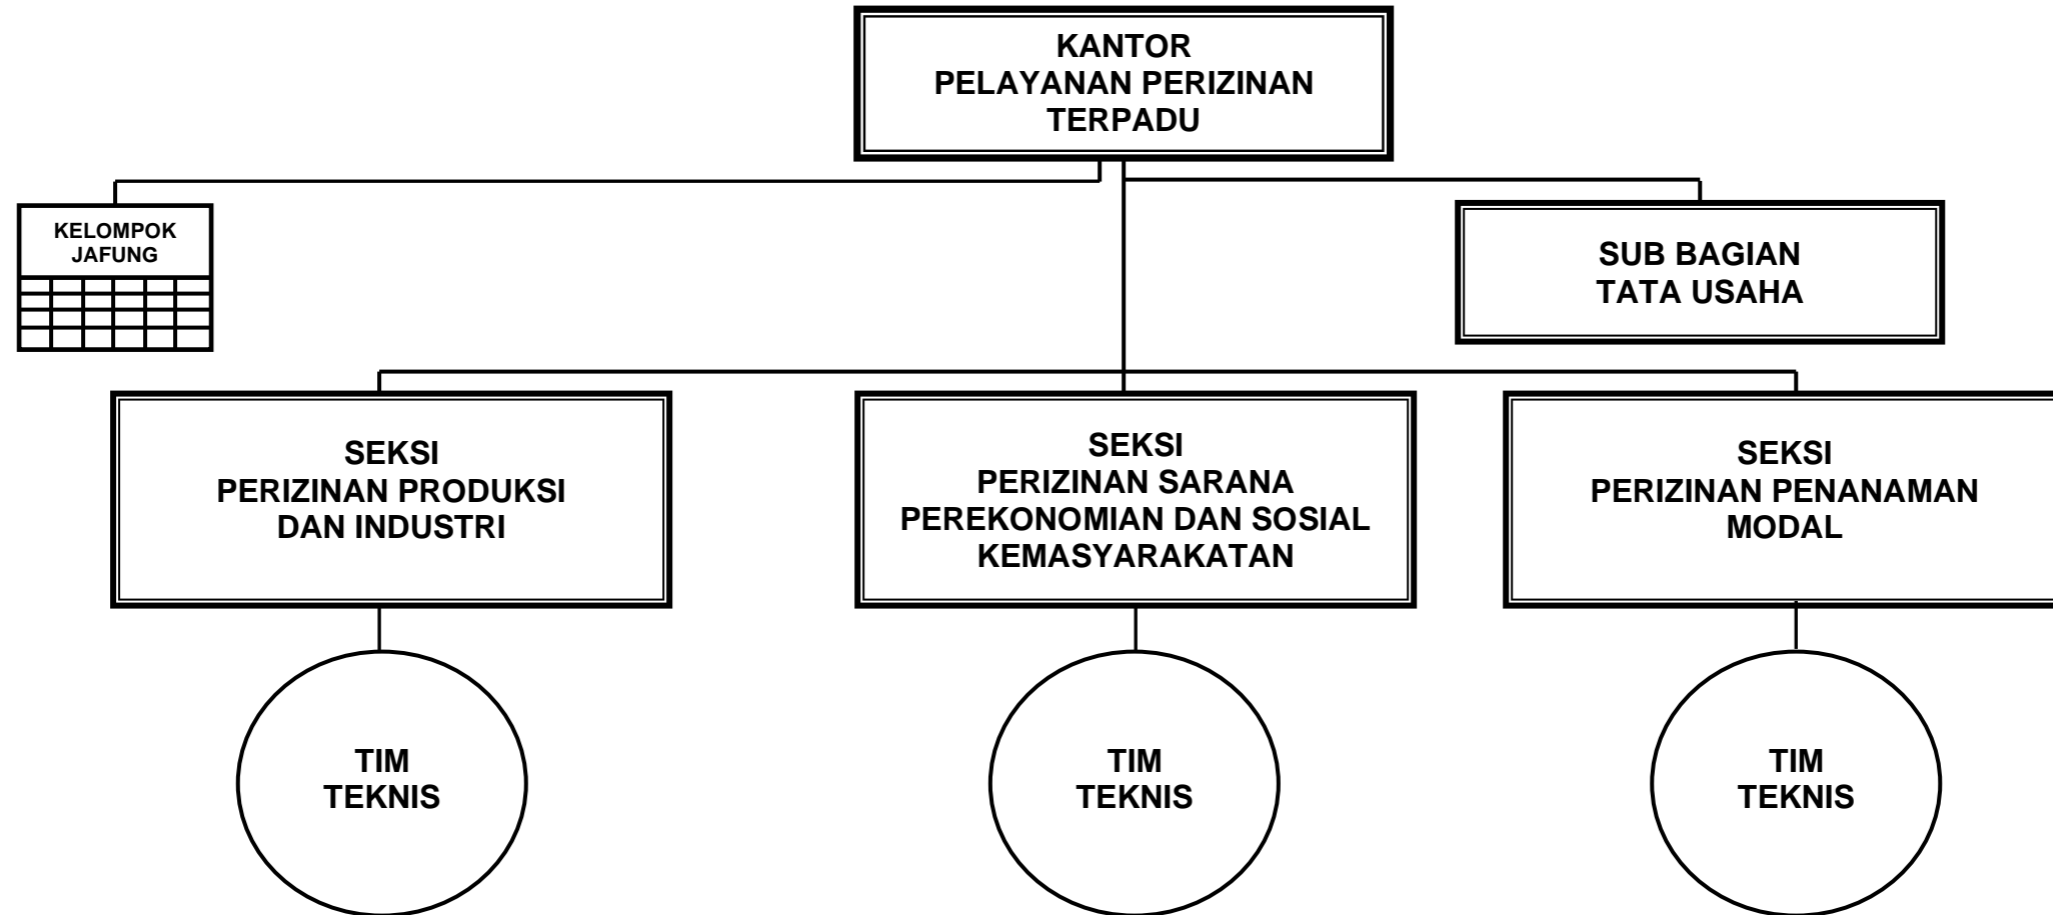 KANTOR
PELAYANAN PERIZINAN
TERPADU
KELOMPOK
JAFUNG
SUB BAGIAN
TATA USAHA
SEKSI
PERIZINAN PRODUKSI
DAN INDUSTRI
SEKSI
PERIZINAN SARANA
PEREKONOMIAN DAN SOSIAL
KEMASYARAKATAN
SEKSI
PERIZINAN PENANAMAN
MODAL
TIM
TEKNIS
TIM
TEKNIS
TIM
TEKNIS